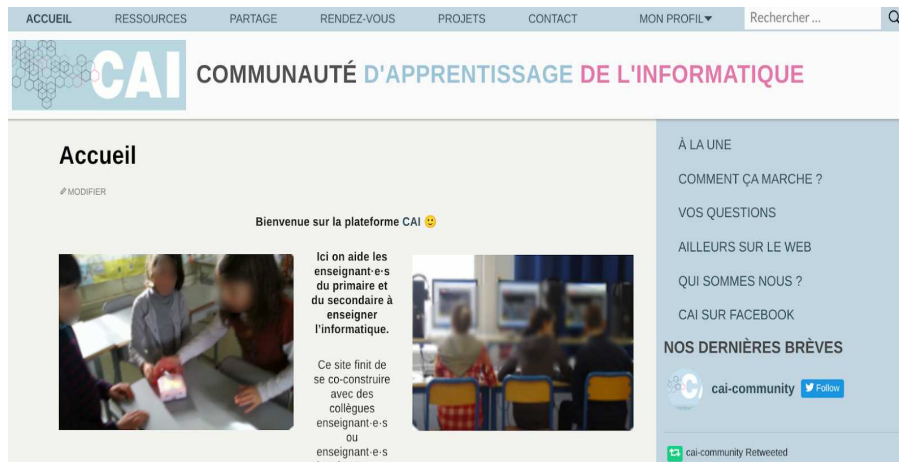 ACCUEIL RESSOURCES PARTAGE RENDEZ-VOUS PROJETS CONTACT MON PROFIL Rechercher ...
CAI COMMUNAUTÉ D'APPRENTISSAGE DE L'INFORMATIQUE
Accueil
MODIFIER
Bienvenue sur la plateforme CAI
Ici on aide les
enseignant·e·s
du primaire et
du secondaire à
enseigner
l'informatique.
Ce site finit de
se co-construire
avec des
collègues
enseignant·e·s
ou
enseignant·e·s
À LA UNE
COMMENT ÇA MARCHE ?
VOS QUESTIONS
AILLEURS SUR LE WEB
QUI SOMMES NOUS ?
CAI SUR FACEBOOK
NOS DERNIÈRES BRÈVES
cai-community Follow
cai-community Retweeted